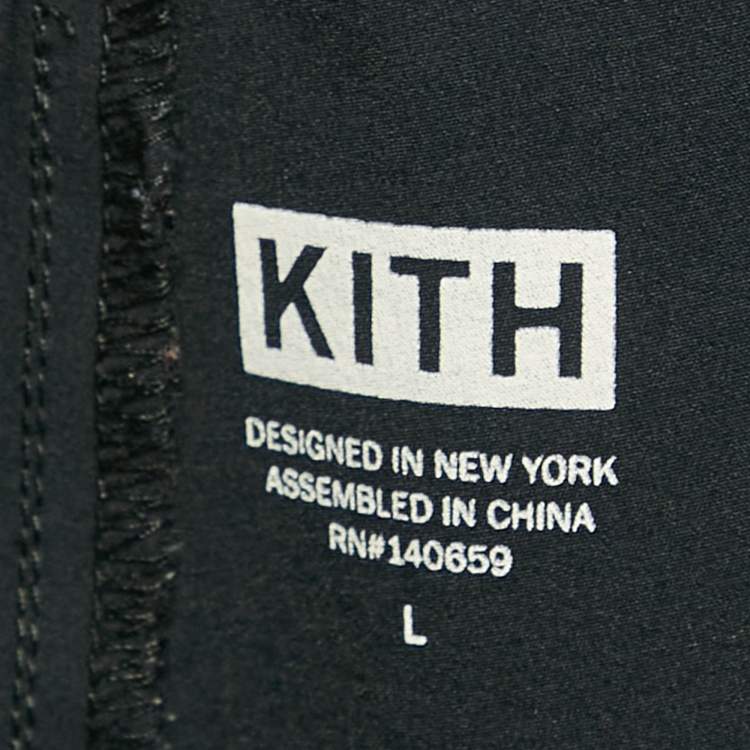 KITH
DESIGNED IN NEW YORK
ASSEMBLED IN CHINA
RN#140659
L